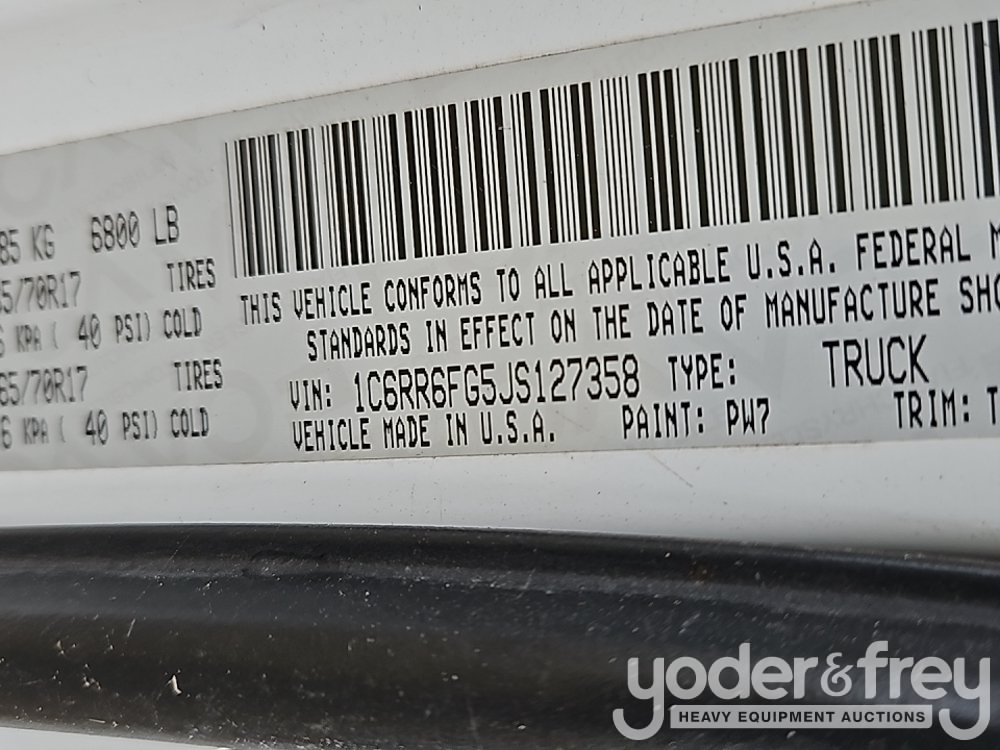 85 KG 6800 LB
5/70R17 TIRES
KPA ( 40 PSI) COLD
65/70R17 TIRES
6 KPA ( 40 PSI) COLD
THIS VEHICLE CONFORMS TO ALL APPLICABLE U.S.A. FEDERAL M
STANDARDS IN EFFECT ON THE DATE OF MANUFACTURE SHO
VIN: 1C6RR6FG5JS127358 TYPE: TRUCK
VEHICLE MADE IN U.S.A. PAINT: PW7 TRIM: T
yoder&frey
HEAVY EQUIPMENT AUCTIONS